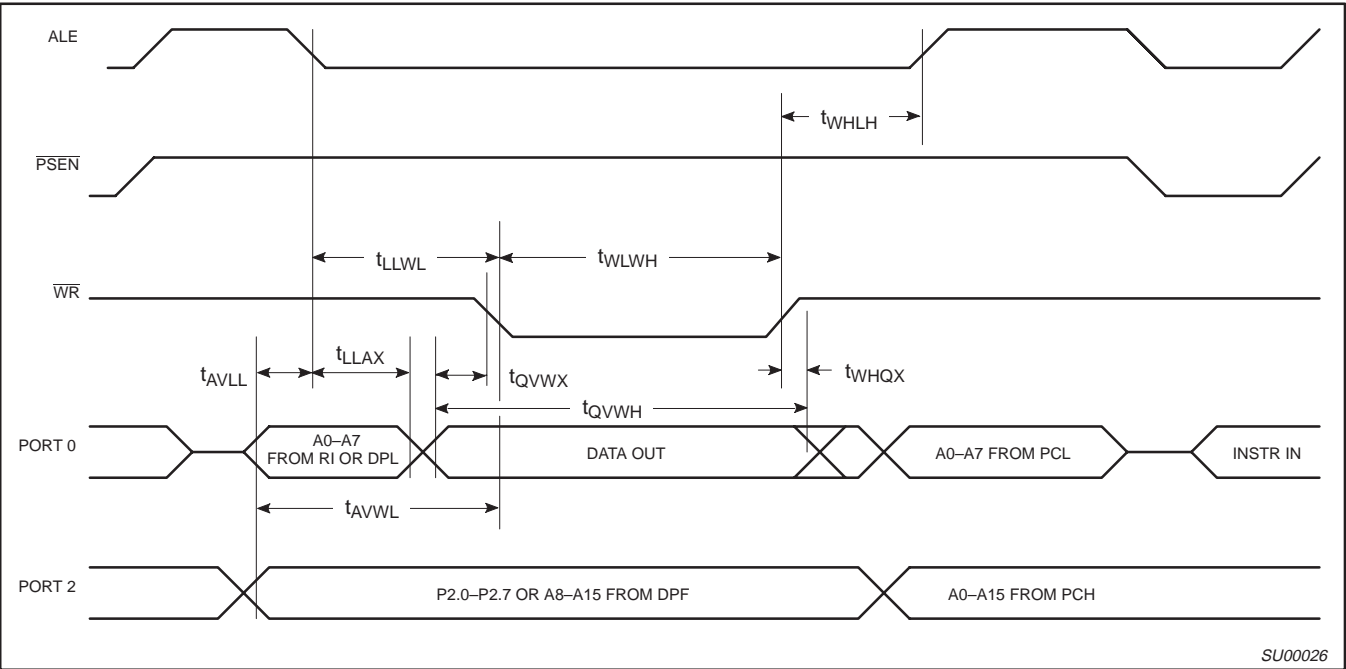 ALE
tWHLH
PSEN
tLLWL
tWLWH
WR
tAVLL
tLLAX
tQVWX
tWHQX
tQVWH
PORT 0
A0–A7
FROM RI OR DPL
DATA OUT
A0–A7 FROM PCL
INSTR IN
tAVWL
PORT 2
P2.0–P2.7 OR A8–A15 FROM DPF
A0–A15 FROM PCH
SU00026